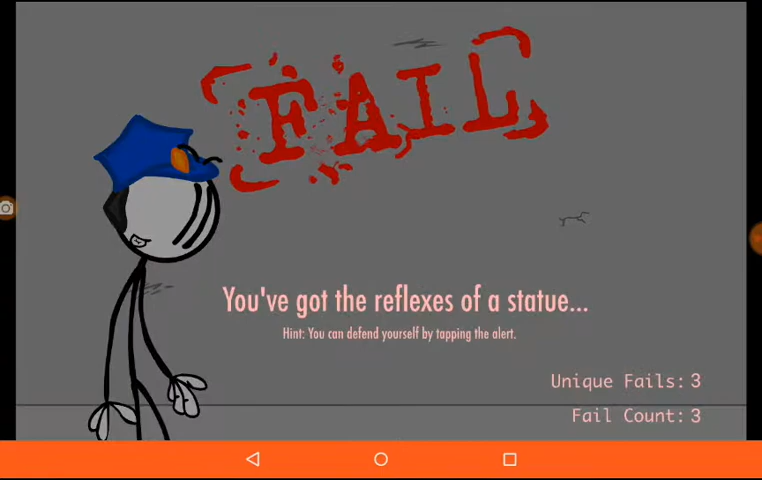 FAIL
You've got the reflexes of a statue...
Hint: You can defend yourself by tapping the alert.
Unique Fails: 3
Fail Count: 3